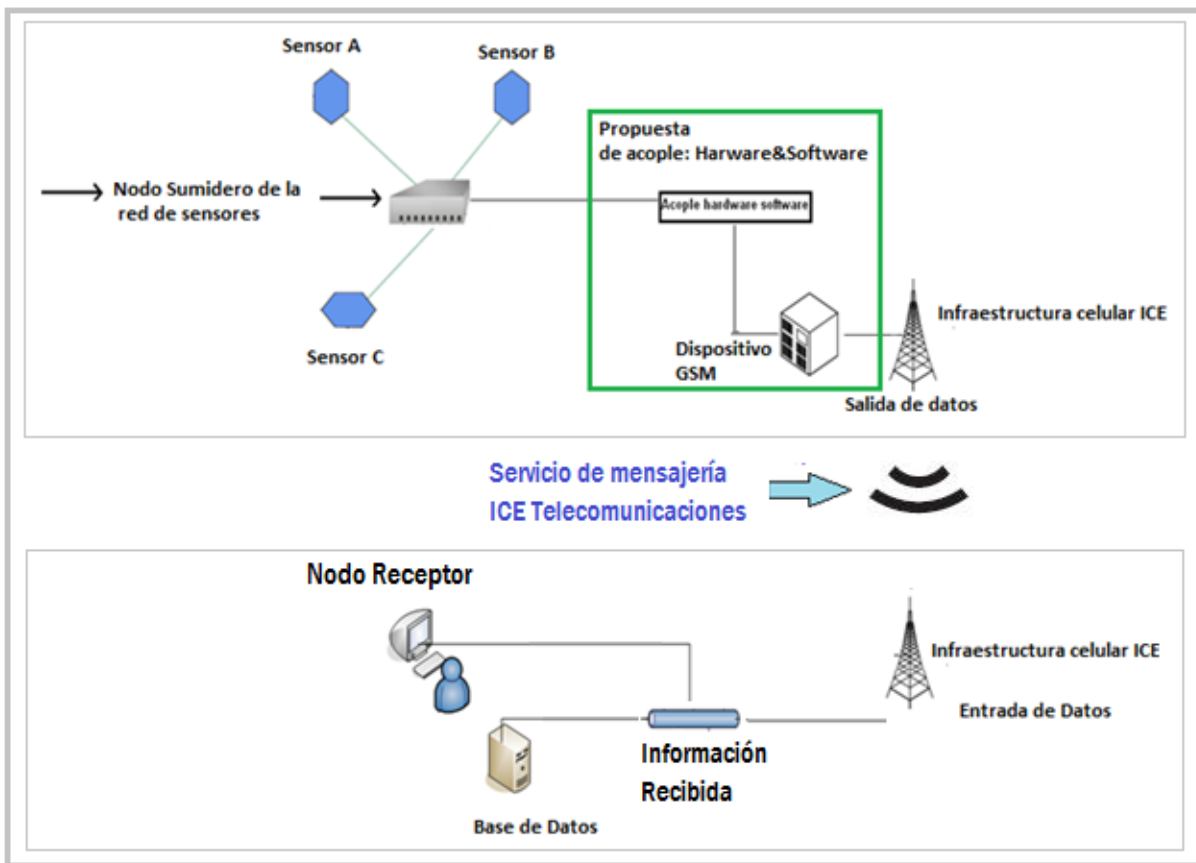 Sensor A
Sensor B
Propuesta
de acople: Harware&Software
Nodo Sumidero de la
red de sensores
Acople hardware software
Infraestructura celular ICE
Dispositivo
GSM
Sensor C
Salida de datos
Servicio de mensajería
ICE Telecomunicaciones
Nodo Receptor
Infraestructura celular ICE
Entrada de Datos
Información
Recibida
Base de Datos